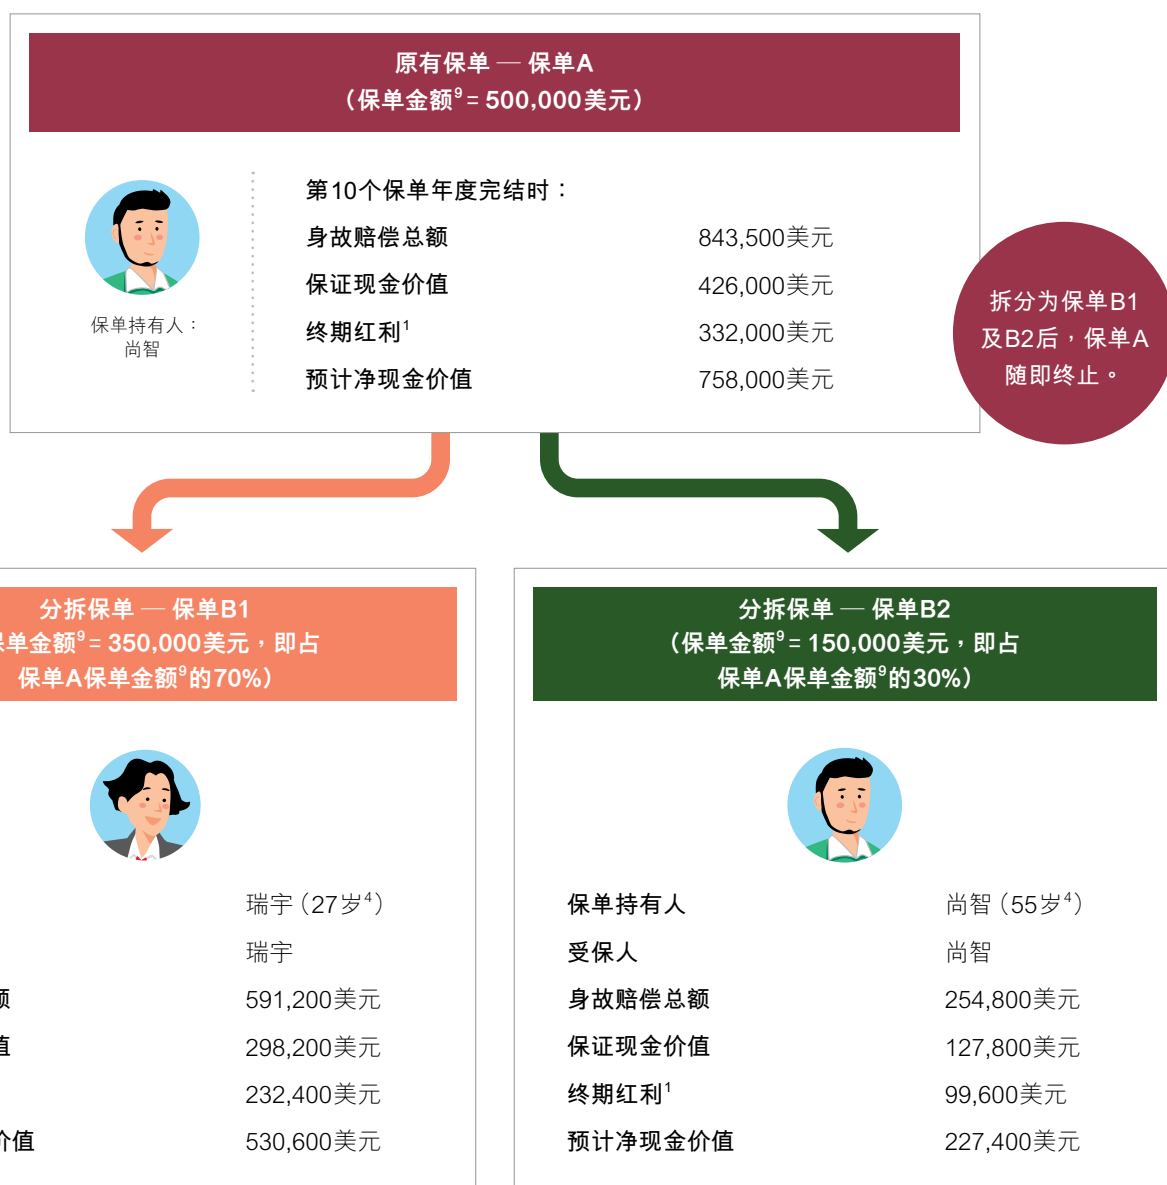 原有保单 — 保单A
（保单金额⁹ = 500,000美元）
保单持有人：
尚智
第10个保单年度完结时：
身故赔偿总额 843,500美元
保证现金价值 426,000美元
终期红利¹ 332,000美元
预计净现金价值 758,000美元
拆分为保单B1
及B2后，保单A
随即终止。
分拆保单 — 保单B1
单金额⁹ = 350,000美元，即占
保单A保单金额⁹的70%）
瑞宇（27岁⁴）
瑞宇
额 591,200美元
值 298,200美元
232,400美元
价值 530,600美元
分拆保单 — 保单B2
（保单金额⁹ = 150,000美元，即占
保单A保单金额⁹的30%）
保单持有人 尚智（55岁⁴）
受保人 尚智
身故赔偿总额 254,800美元
保证现金价值 127,800美元
终期红利¹ 99,600美元
预计净现金价值 227,400美元